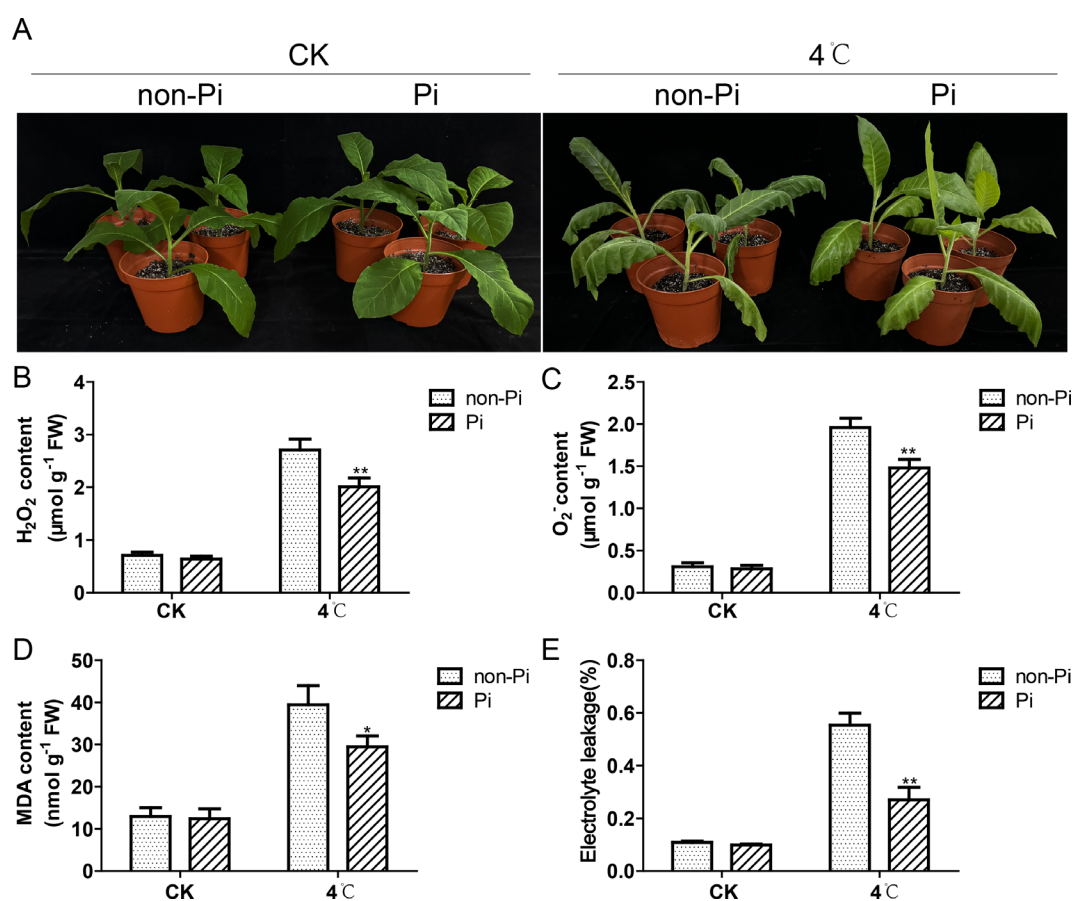 A
CK
4℃
non-Pi
Pi
non-Pi
Pi
B
H₂O₂ content
(μmol g⁻¹ FW)
4
3
2
1
0
**
CK
4℃
non-Pi
Pi
C
O₂⁻ content
(μmol g⁻¹ FW)
2.5
2.0
1.5
1.0
0.5
0.0
**
CK
4℃
non-Pi
Pi
D
MDA content
(nmol g⁻¹ FW)
50
40
30
20
10
0
*
CK
4℃
non-Pi
Pi
E
Electrolyte leakage(%)
0.8
0.6
0.4
0.2
0.0
**
CK
4℃
non-Pi
Pi